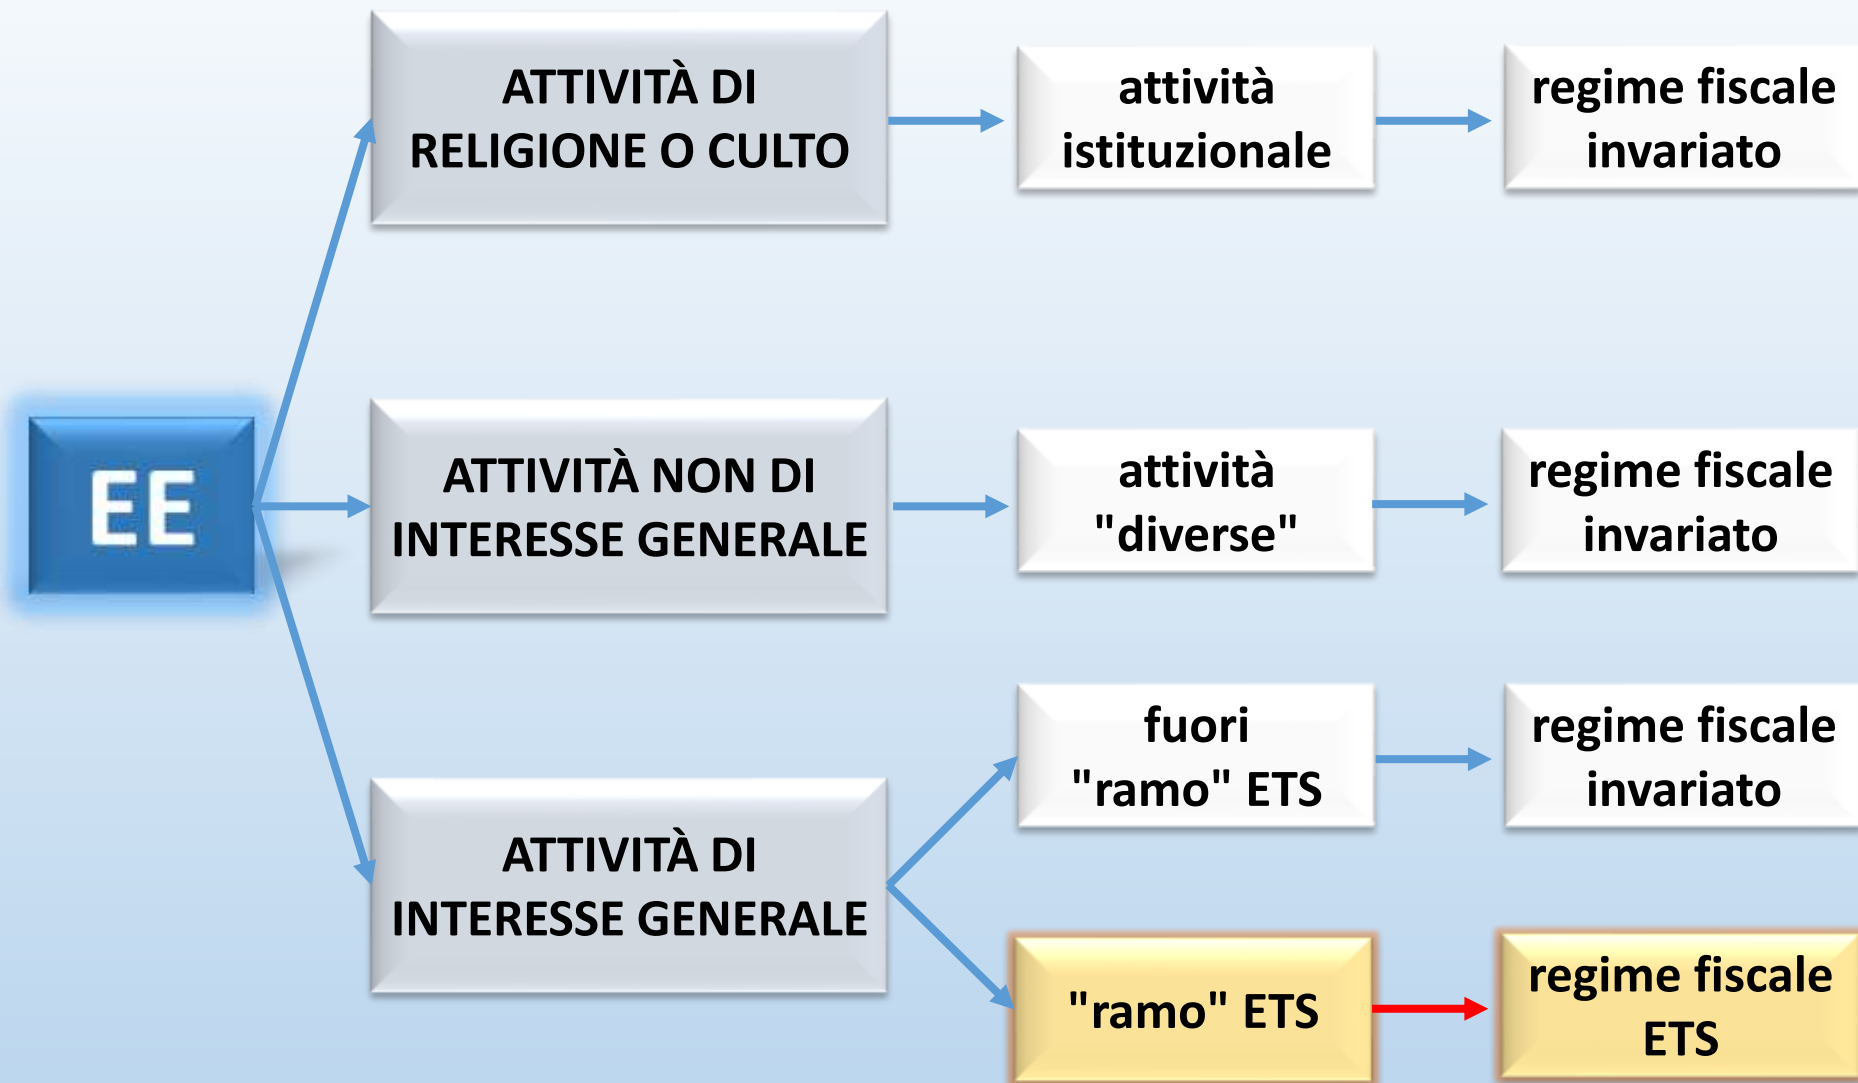 ATTIVITÀ DI
RELIGIONE O CULTO
attività
istituzionale
regime fiscale
invariato
EE
ATTIVITÀ NON DI
INTERESSE GENERALE
attività
"diverse"
regime fiscale
invariato
ATTIVITÀ DI
INTERESSE GENERALE
fuori
"ramo" ETS
regime fiscale
invariato
"ramo" ETS
regime fiscale
ETS